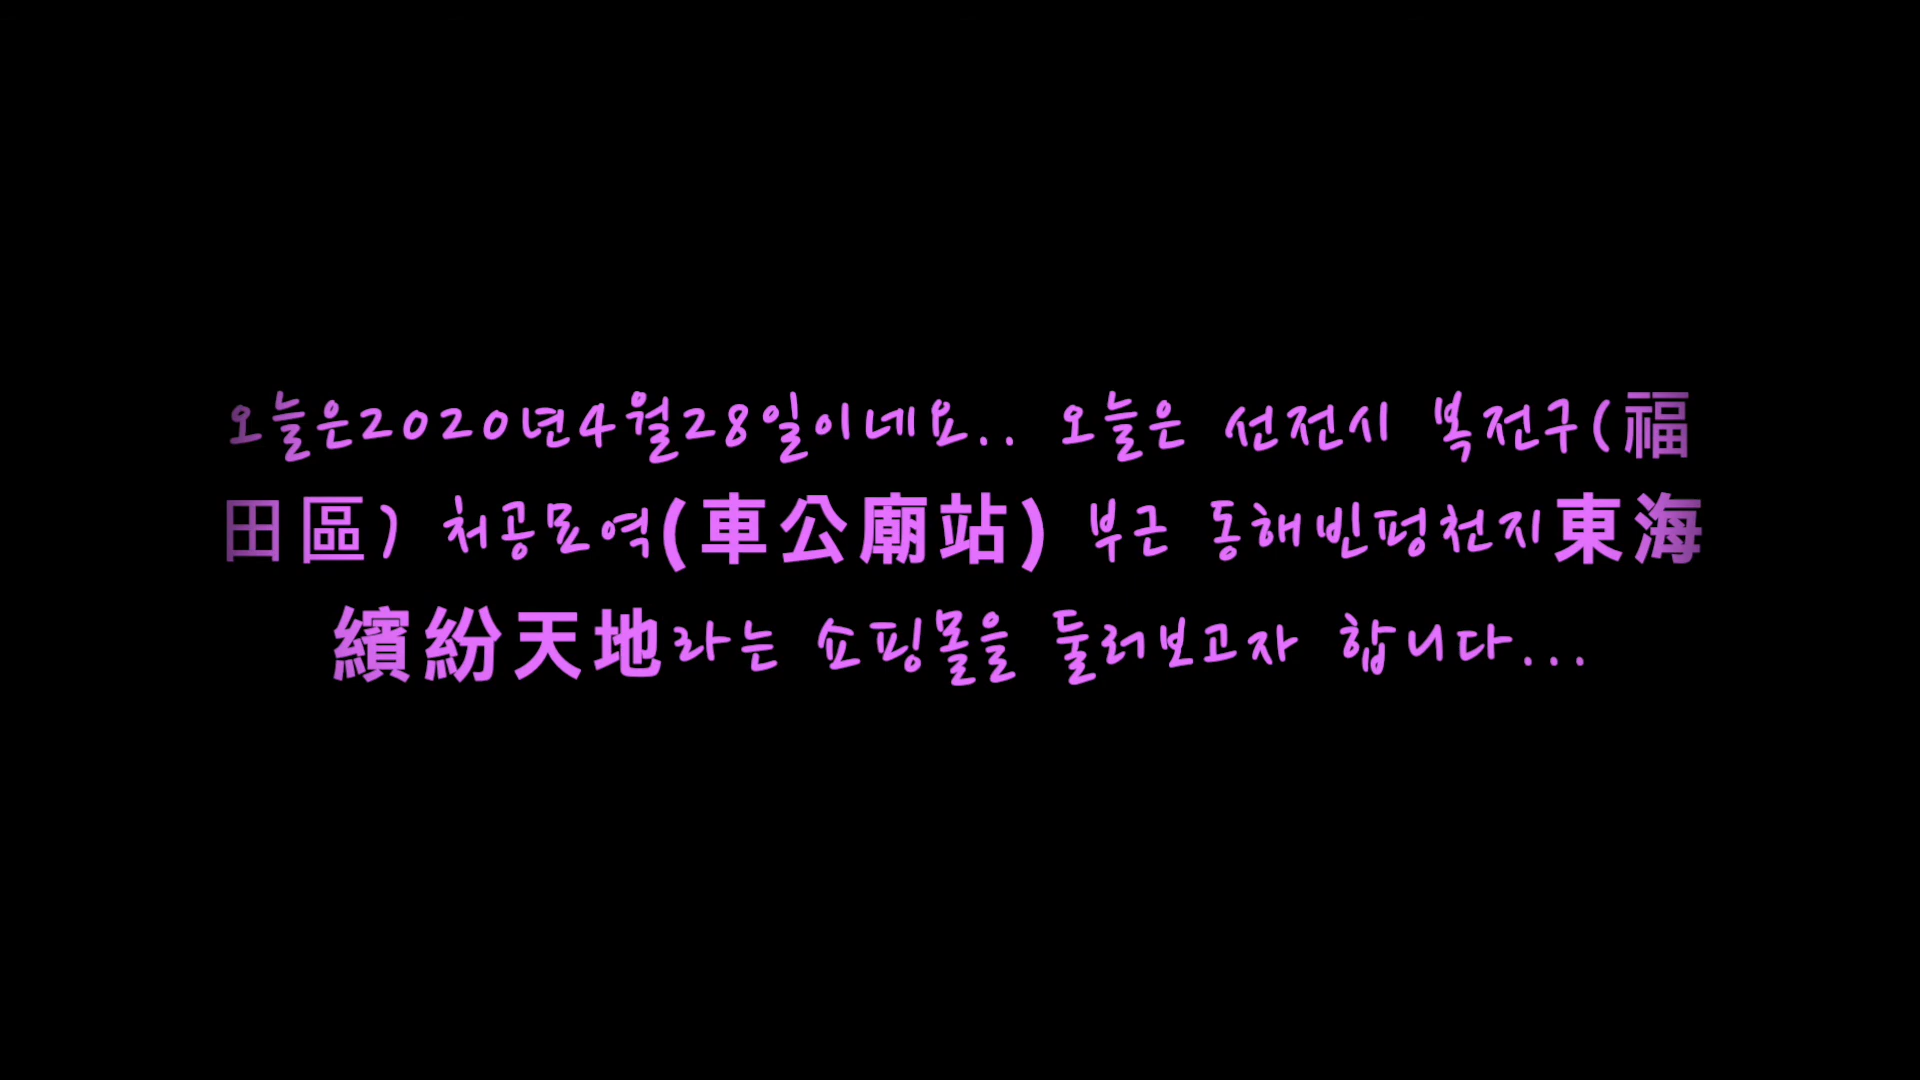 오늘은2020년4월28일이네요.. 오늘은 선전시 복전구(福
田區) 처공묘역(車公廟站) 부근 동해빈펑천지東海
繽紛天地라는 쇼핑몰을 둘러보고자 합니다...